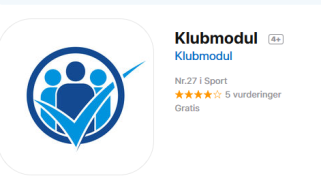 Klubmodul 4+
Klubmodul
Nr.27 i Sport
★★★★☆ 5 vurderinger
Gratis